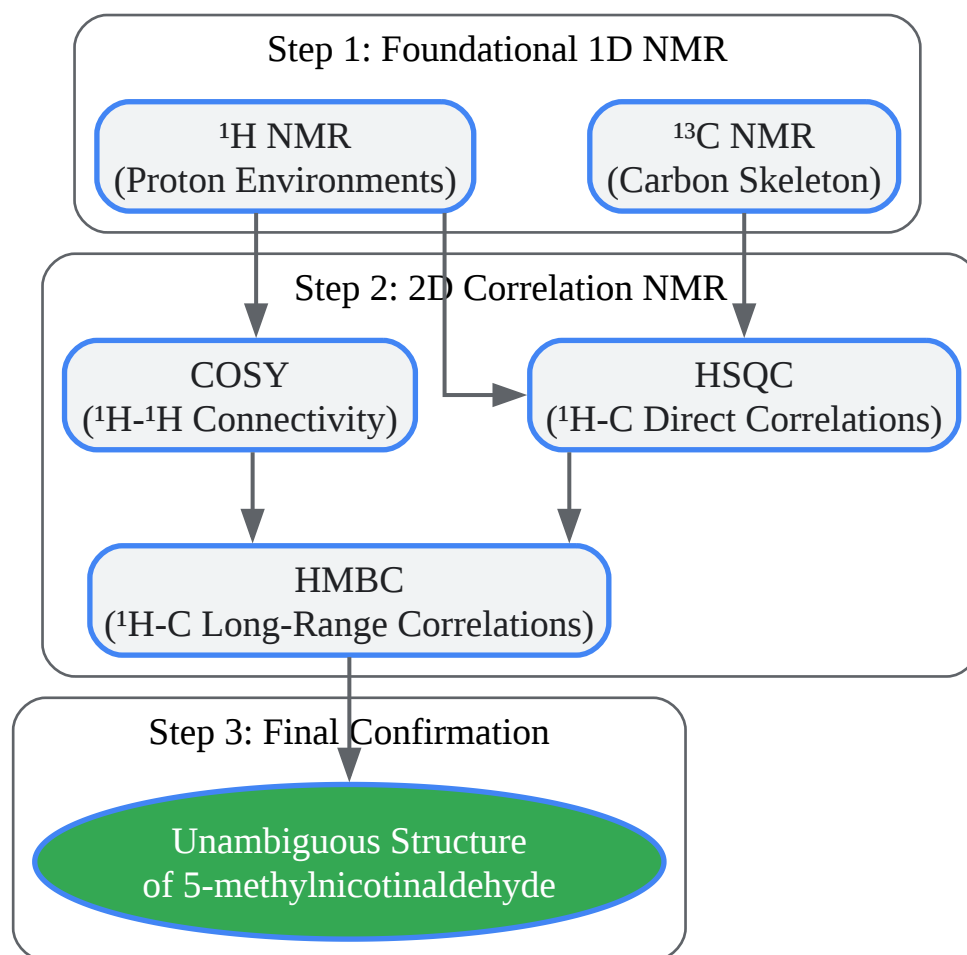 Step 1: Foundational 1D NMR
¹H NMR
(Proton Environments)
¹³C NMR
(Carbon Skeleton)
Step 2: 2D Correlation NMR
COSY
(¹H-¹H Connectivity)
HSQC
(¹H-C Direct Correlations)
HMBC
(¹H-C Long-Range Correlations)
Step 3: Final Confirmation
Unambiguous Structure
of 5-methylnicotinaldehyde